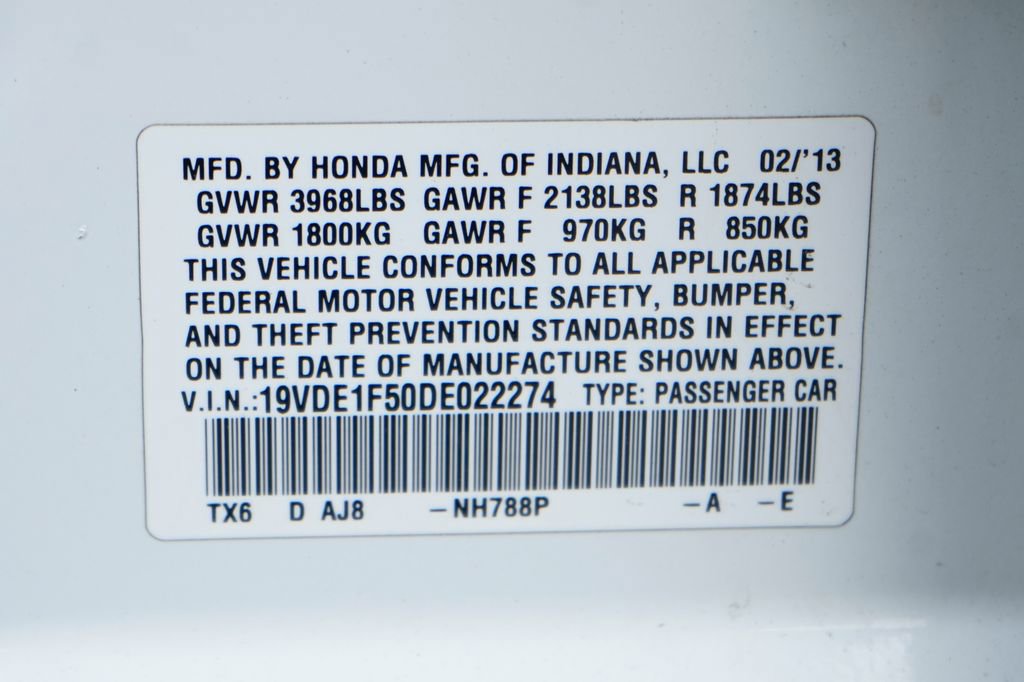 MFD. BY HONDA MFG. OF INDIANA, LLC 02/'13
GVWR 3968LBS GAWR F 2138LBS R 1874LBS
GVWR 1800KG GAWR F 970KG R 850KG
THIS VEHICLE CONFORMS TO ALL APPLICABLE
FEDERAL MOTOR VEHICLE SAFETY, BUMPER,
AND THEFT PREVENTION STANDARDS IN EFFECT
ON THE DATE OF MANUFACTURE SHOWN ABOVE.
V.I.N.:19VDE1F50DE022274 TYPE: PASSENGER CAR
TX6 D AJ8 -NH788P -A -E